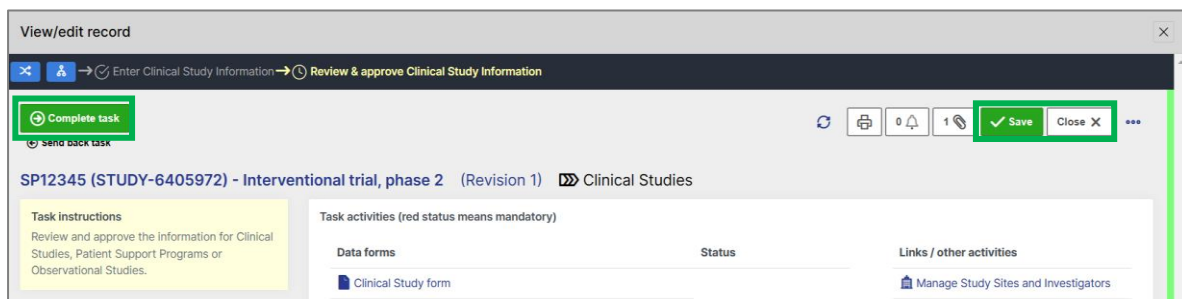 View/edit record
Enter Clinical Study Information Review & approve Clinical Study Information
Complete task 0 1 Save Close X
Send back task
SP12345 (STUDY-6405972) - Interventional trial, phase 2 (Revision 1) Clinical Studies
Task instructions
Review and approve the information for Clinical
Studies, Patient Support Programs or
Observational Studies.
Task activities (red status means mandatory)
Data forms Status Links / other activities
Clinical Study form Manage Study Sites and Investigators